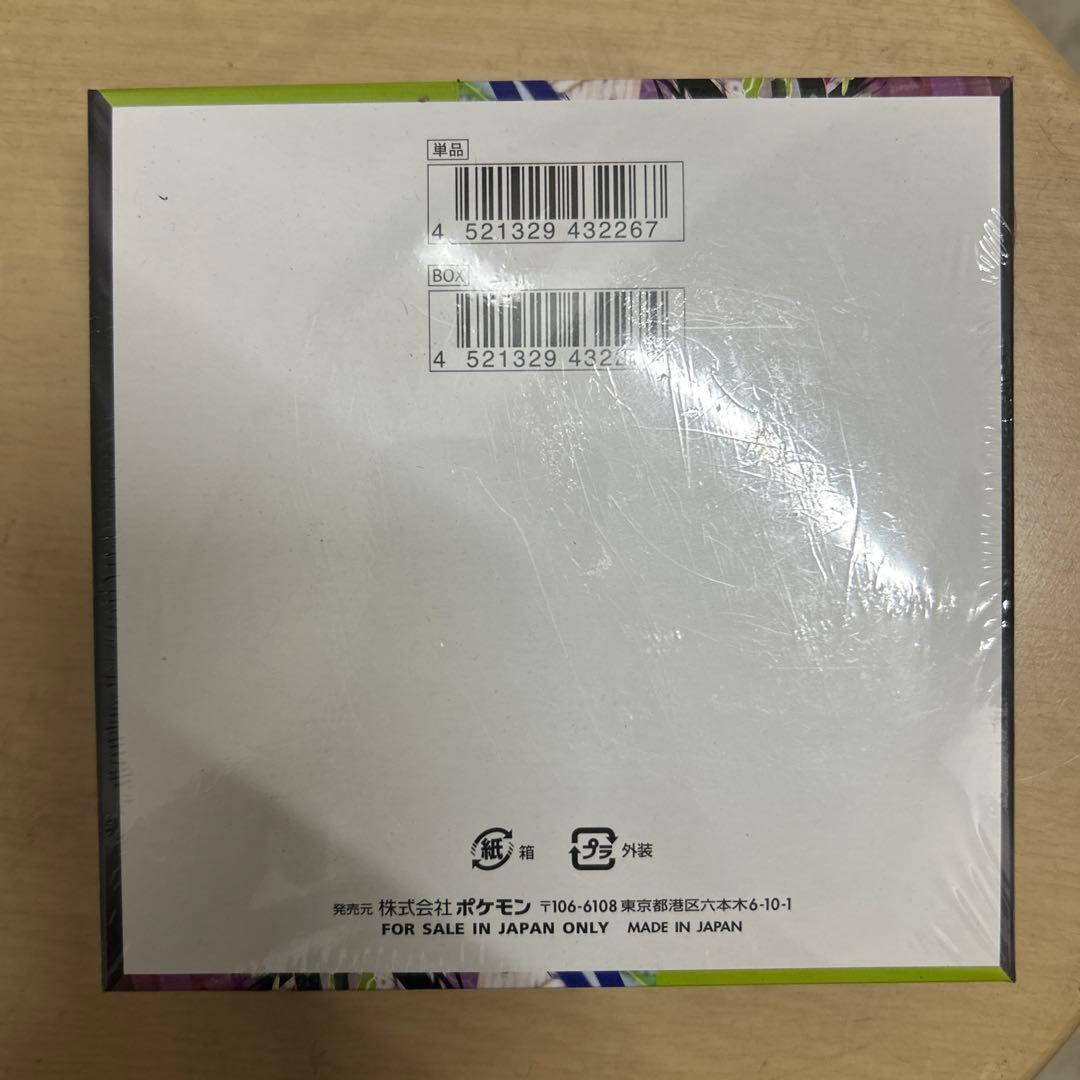 単品
4 521329 432267
BOX
4 521329
紙 箱 プラ 外装
発売元 株式会社 ポケモン 〒106-6108 東京都港区六本木6-10-1
FOR SALE IN JAPAN ONLY MADE IN JAPAN